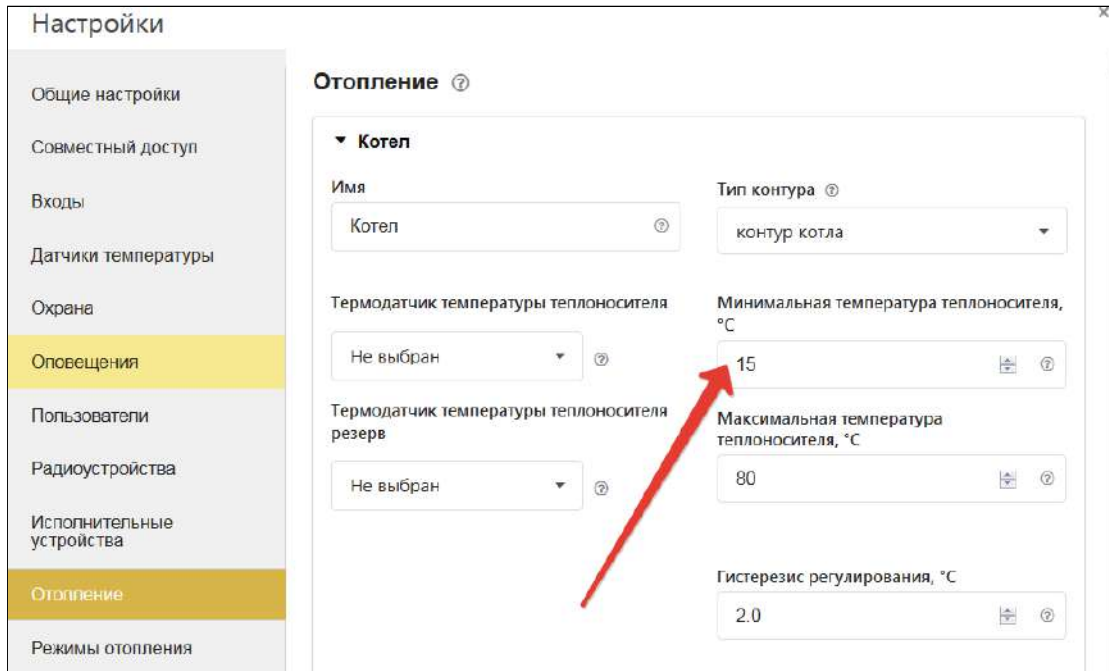 Настройки
Общие настройки
Совместный доступ
Входы
Датчики температуры
Охрана
Оповещения
Пользователи
Радиоустройства
Исполнительные
устройства
Отопление
Режимы отопления
Отопление
Котел
Имя
Котел
Тип контура
контур котла
Термодатчик температуры теплоносителя
Не выбран
Минимальная температура теплоносителя,
°C
15
Термодатчик температуры теплоносителя
резерв
Не выбран
Максимальная температура
теплоносителя, °C
80
Гистерезис регулирования, °C
2.0